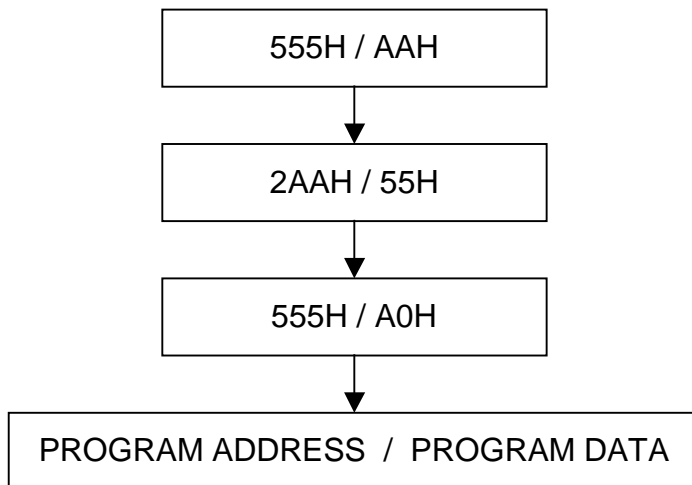 555H / AAH
2AAH / 55H
555H / A0H
PROGRAM ADDRESS / PROGRAM DATA